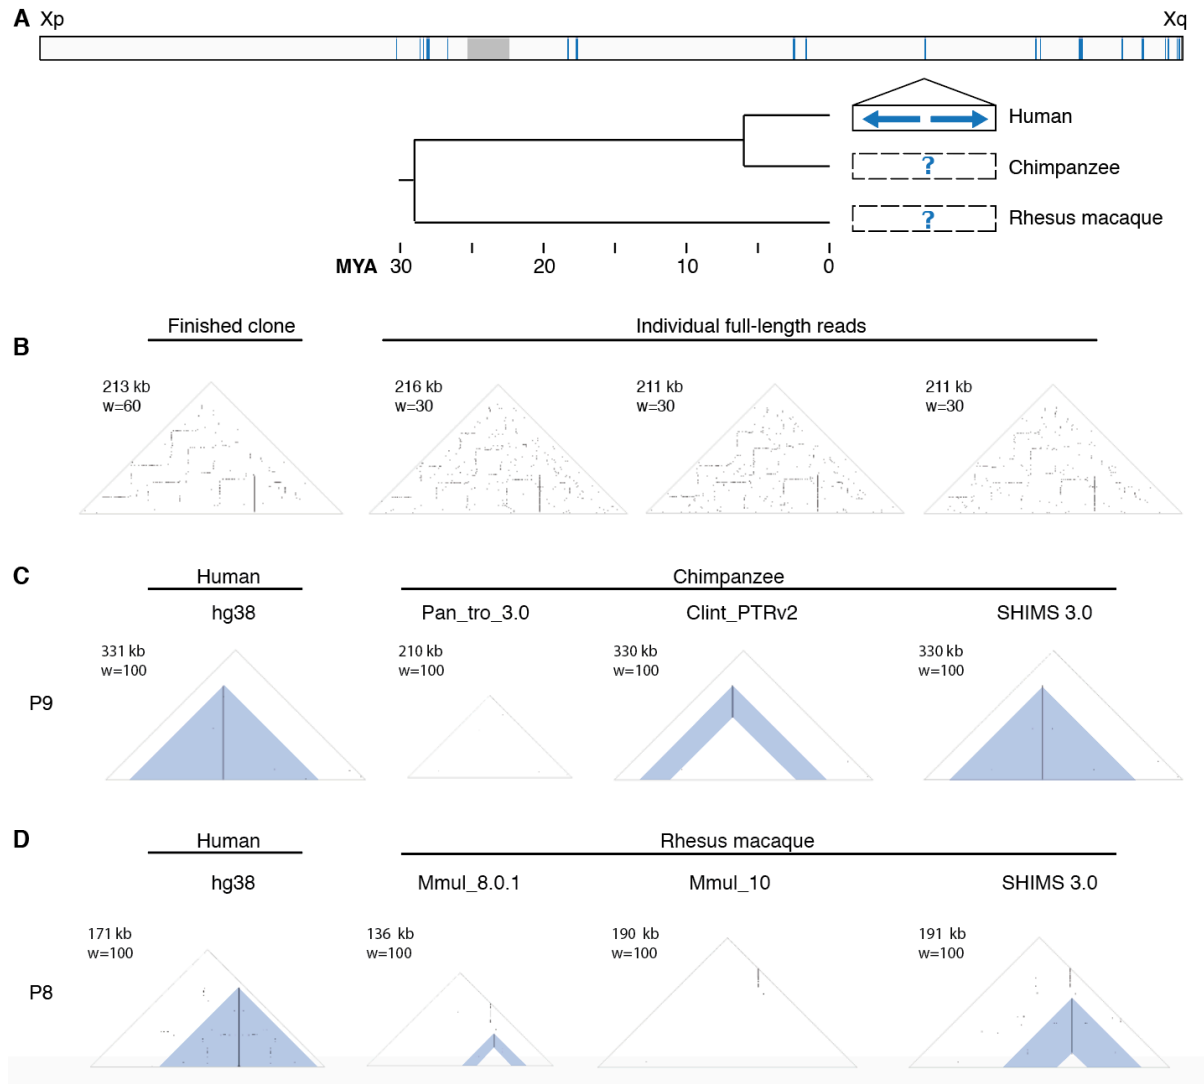 A Xp Xq
Human
? Chimpanzee
? Rhesus macaque
MYA 30 20 10 0
Finished clone Individual full-length reads
B
213 kb 216 kb 211 kb 211 kb
w=60 w=30 w=30 w=30
C Human Chimpanzee
hg38 Pan_tro_3.0 Clint_PTRv2 SHIMS 3.0
331 kb 210 kb 330 kb 330 kb
w=100 w=100 w=100 w=100
P9
D Human Rhesus macaque
hg38 Mmul_8.0.1 Mmul_10 SHIMS 3.0
171 kb 136 kb 190 kb 191 kb
w=100 w=100 w=100 w=100
P8